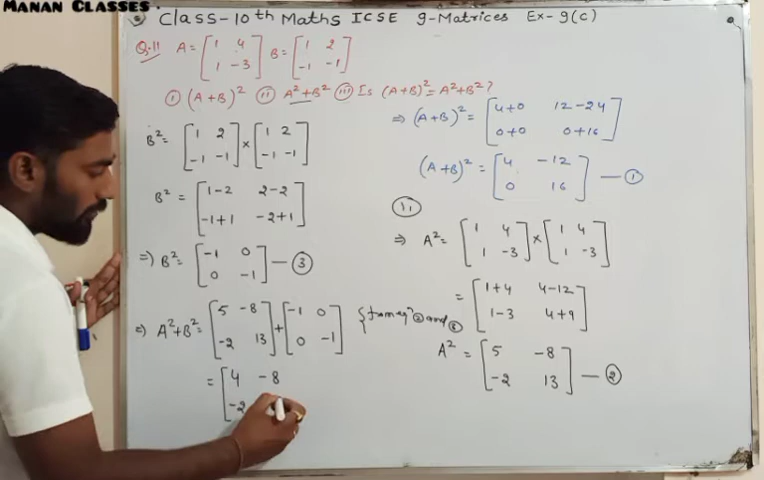 MANAN CLASSES
Class-10th Maths ICSE 9-Matrices Ex-9(C)
Q.11 A = [1 4 B = [1 2
1 -3] -1 -1]
(i) (A+B)² (ii) A²+B² (iii) Is (A+B)² = A²+B²?
B² = [1 2 × [1 2
-1 -1] -1 -1]
B² = [1-2 2-2
-1+1 -2+1]
⇒ B² = [-1 0
0 -1] — ③
⇒ A²+B² = [5 -8 + [-1 0 {from eqn ② and ③
-2 13] 0 -1]
= [4 -8
-2
⇒ (A+B)² = [4+0 12-24
0+0 0+16]
(A+B)² = [4 -12
0 16] — ①
(ii)
⇒ A² = [1 4 × [1 4
1 -3] 1 -3]
= [1+4 4-12
1-3 4+9]
A² = [5 -8
-2 13] — ②